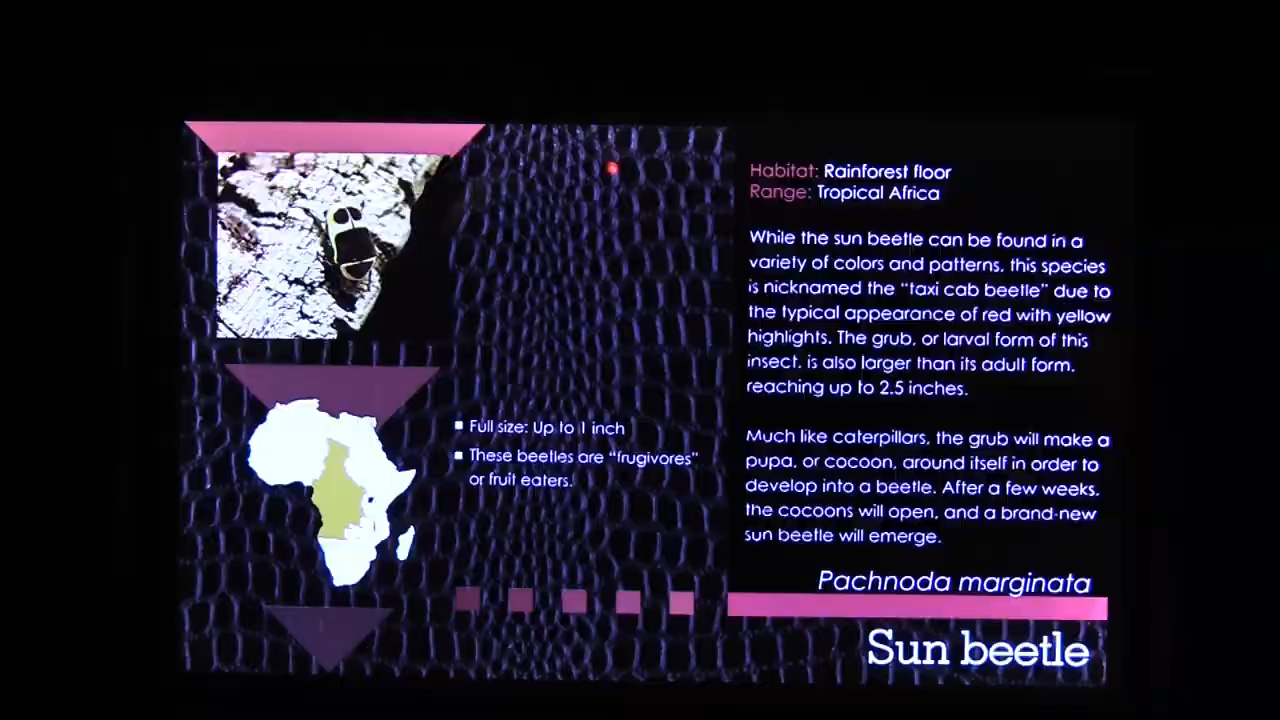 Habitat: Rainforest floor
Range: Tropical Africa
While the sun beetle can be found in a
variety of colors and patterns, this species
is nicknamed the “taxi cab beetle” due to
the typical appearance of red with yellow
highlights. The grub, or larval form of this
insect, is also larger than its adult form,
reaching up to 2.5 inches.
Much like caterpillars, the grub will make a
pupa, or cocoon, around itself in order to
develop into a beetle. After a few weeks,
the cocoons will open, and a brand-new
sun beetle will emerge.
▪ Full size: Up to 1 inch
▪ These beetles are “frugivores”
or fruit eaters.
Pachnoda marginata
Sun beetle